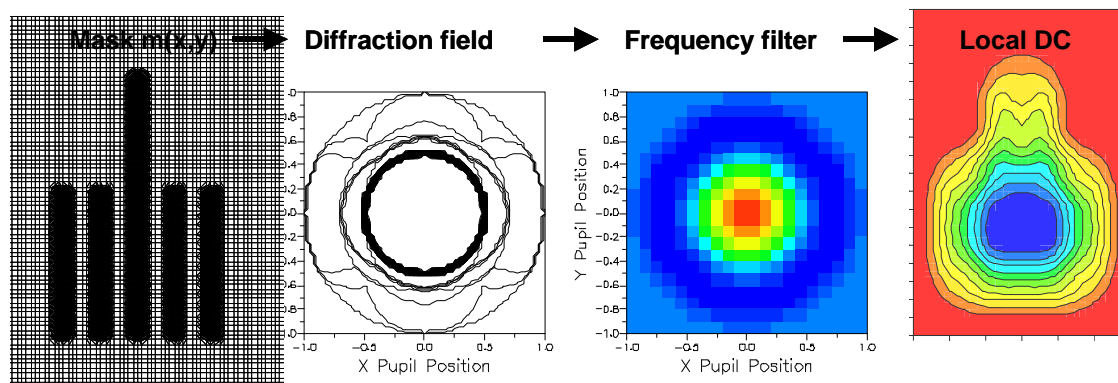 Mask m(x,y)
Diffraction field
Frequency filter
Local DC
.0
0.8
0.6
0.4
0.2
0.0
0.2
0.4
0.6
0.8
.0
-1.0 -0.5 0.0 0.5 1.0
X Pupil Position
Y Pupil Position
1.0
0.8
0.6
0.4
0.2
-0.0
-0.2
-0.4
-0.6
-0.8
-1.0
-1.0 -0.5 0.0 0.5 1.0
X Pupil Position